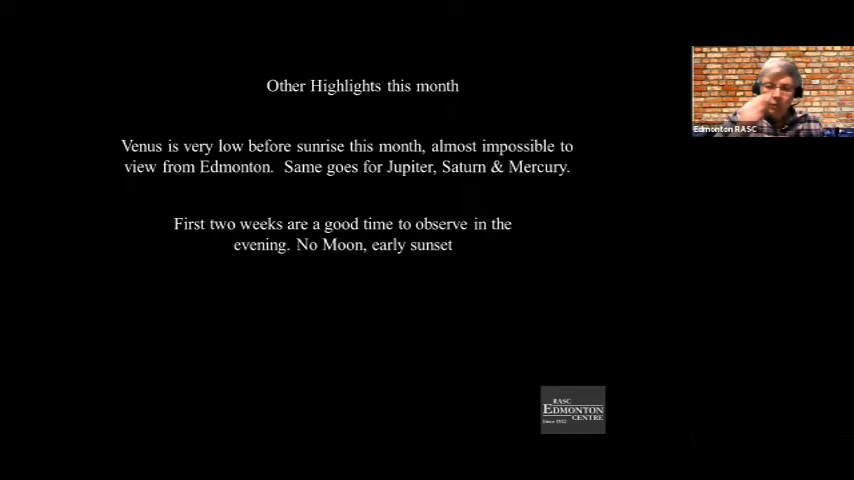 Other Highlights this month
Venus is very low before sunrise this month, almost impossible to
view from Edmonton. Same goes for Jupiter, Saturn & Mercury.
First two weeks are a good time to observe in the
evening. No Moon, early sunset
Edmonton RASC
RASC
EDMONTON
CENTRE
Since 1932